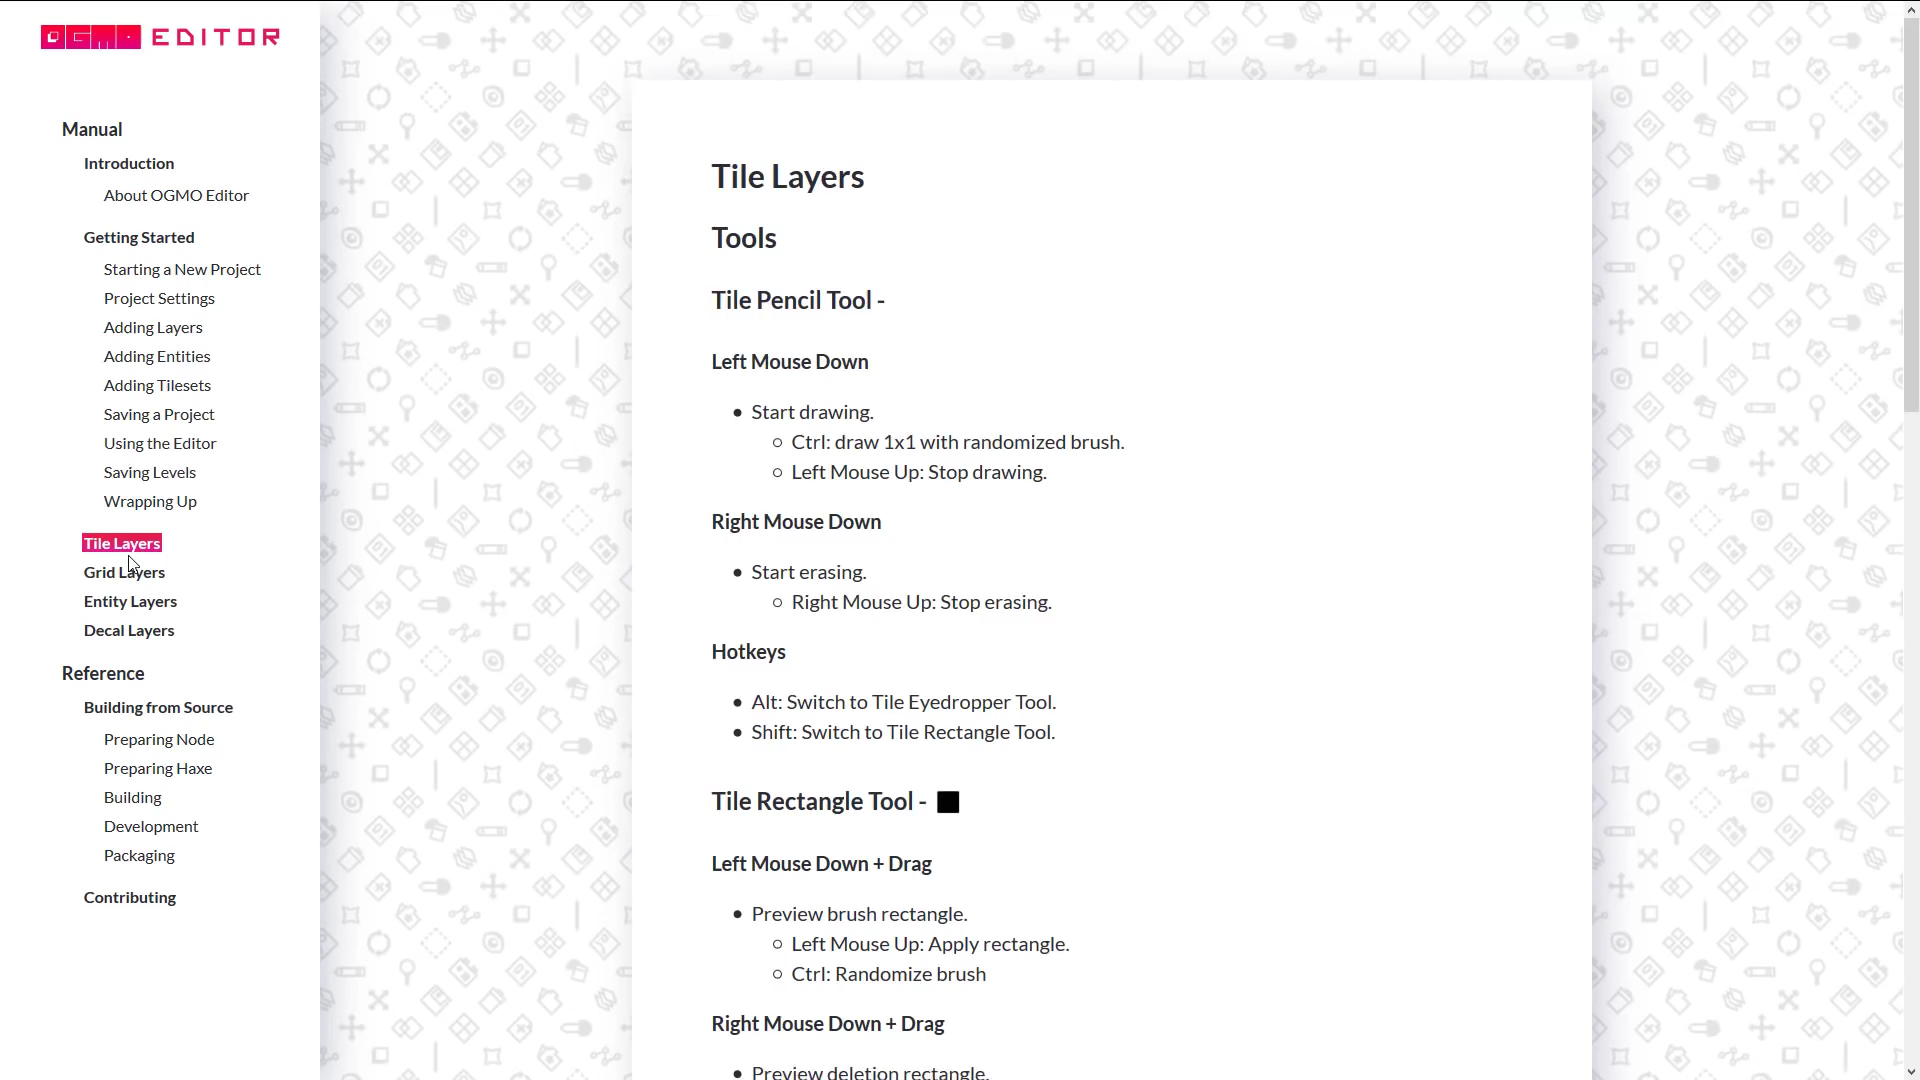 OGMO EDITOR
Manual
Introduction
About OGMO Editor
Getting Started
Starting a New Project
Project Settings
Adding Layers
Adding Entities
Adding Tilesets
Saving a Project
Using the Editor
Saving Levels
Wrapping Up
Tile Layers
Grid Layers
Entity Layers
Decal Layers
Reference
Building from Source
Preparing Node
Preparing Haxe
Building
Development
Packaging
Contributing
Tile Layers
Tools
Tile Pencil Tool -
Left Mouse Down
Start drawing.
Ctrl: draw 1x1 with randomized brush.
Left Mouse Up: Stop drawing.
Right Mouse Down
Start erasing.
Right Mouse Up: Stop erasing.
Hotkeys
Alt: Switch to Tile Eyedropper Tool.
Shift: Switch to Tile Rectangle Tool.
Tile Rectangle Tool -
Left Mouse Down + Drag
Preview brush rectangle.
Left Mouse Up: Apply rectangle.
Ctrl: Randomize brush
Right Mouse Down + Drag
Preview deletion rectangle.